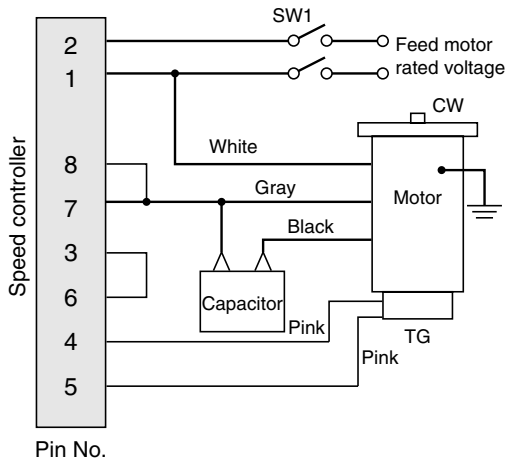 SW1
2
Feed motor
1
rated voltage
CW
White
8
Gray
7
Motor
Black
3
Speed controller
6
Capacitor
Pink
4
TG
Pink
5
Pin No.